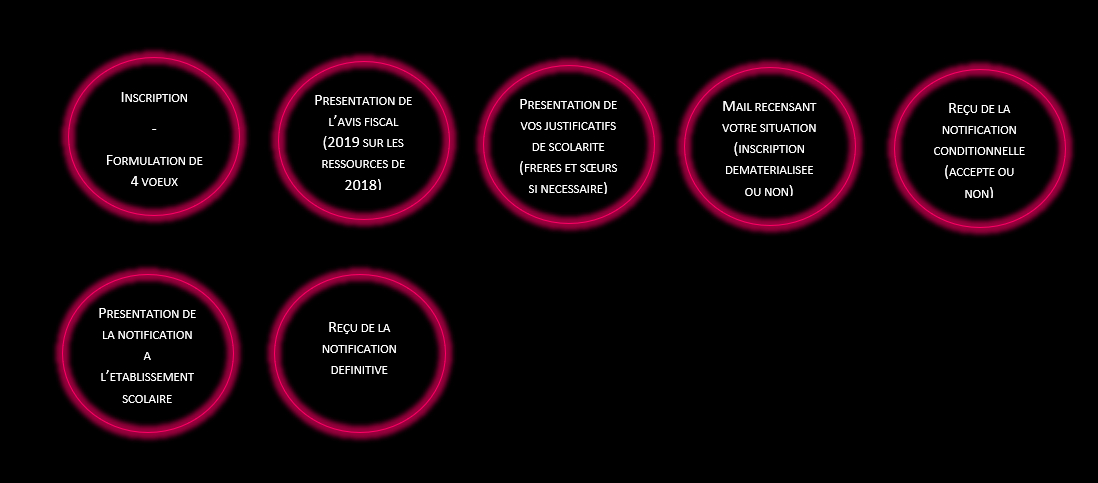 INSCRIPTION
-
FORMULATION DE
4 VOEUX
PRESENTATION DE
L’AVIS FISCAL
(2019 SUR LES
RESSOURCES DE
2018)
PRESENTATION DE
VOS JUSTIFICATIFS
DE SCOLARITE
(FRERES ET SŒURS
SI NECESSAIRE)
MAIL RECENSANT
VOTRE SITUATION
(INSCRIPTION
DEMATERIALISEE
OU NON)
REÇU DE LA
NOTIFICATION
CONDITIONNELLE
(ACCEPTE OU
NON)
PRESENTATION DE
LA NOTIFICATION
A
L’ETABLISSEMENT
SCOLAIRE
REÇU DE LA
NOTIFICATION
DEFINITIVE